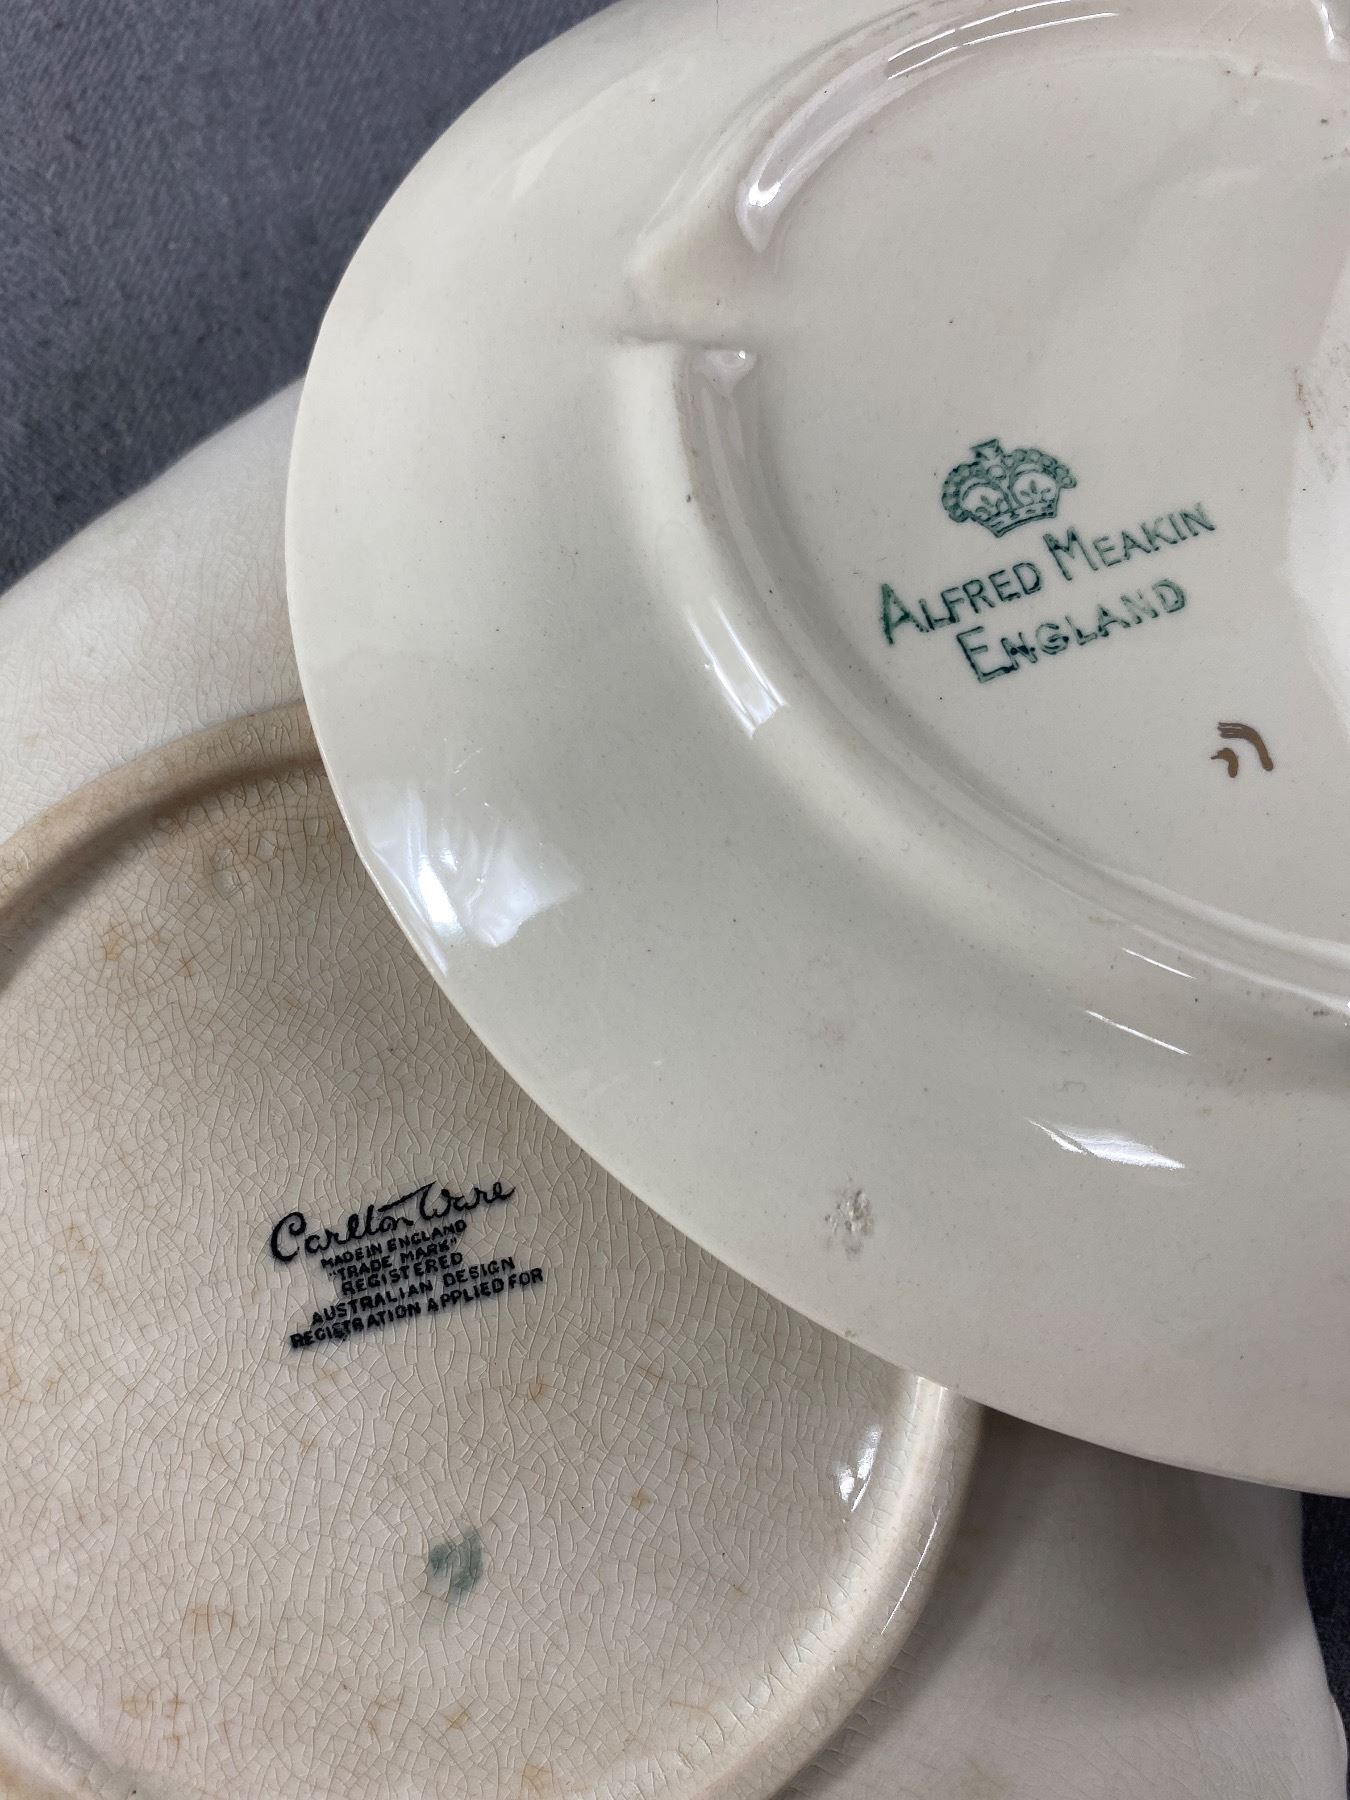 ALFRED MEAKIN
ENGLAND
Carlton Ware
MADE IN ENGLAND
"TRADE MARK"
REGISTERED
AUSTRALIAN DESIGN
REGISTRATION APPLIED FOR